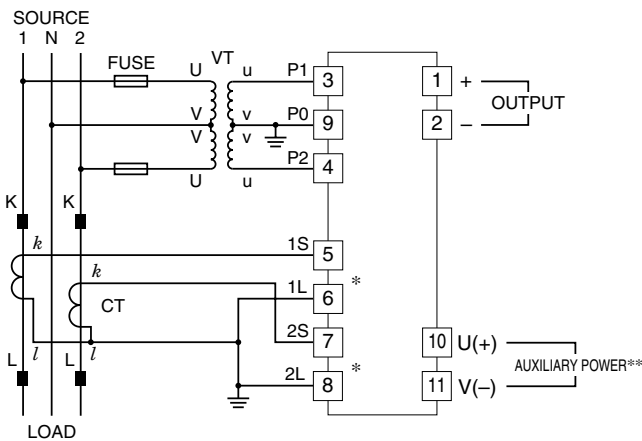 SOURCE
1 N 2
FUSE
VT
U u P1 3
V v P0 9
V v
U u P2 4
1 +
OUTPUT
2 −
K K
k 1S 5
k 1L 6 *
CT
2S 7
L l L l
2L 8 *
10 U(+)
AUXILIARY POWER**
11 V(−)
LOAD